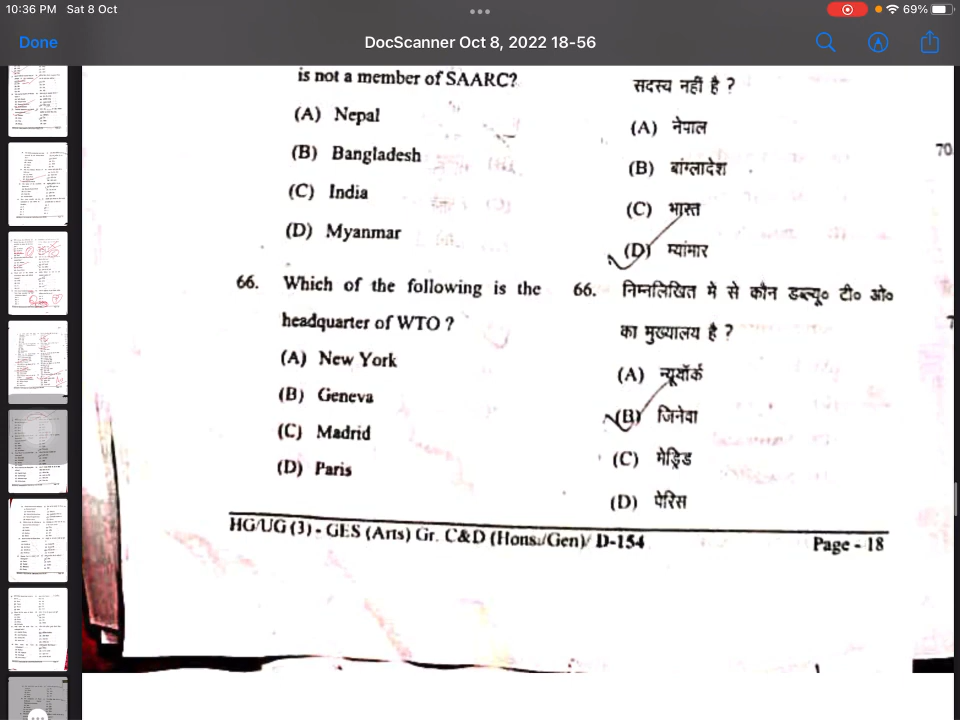 10:36 PM Sat 8 Oct
69%
Done
DocScanner Oct 8, 2022 18-56
is not a member of SAARC?
(A) Nepal
(B) Bangladesh
(C) India
(D) Myanmar
66. Which of the following is the
headquarter of WTO ?
(A) New York
(B) Geneva
(C) Madrid
(D) Paris
सदस्य नहीं है ?
(A) नेपाल
(B) बांग्लादेश
(C) भारत
(D) म्यांमार
66. निम्नलिखित में से कौन डब्ल्यू० टी० ओ०
का मुख्यालय है ?
(A) न्यूयॉर्क
(B) जिनेवा
(C) मेड्रिड
(D) पेरिस
70
HG/UG (3) - GES (Arts) Gr. C&D (Hons./Gen)/ D-154
Page - 18